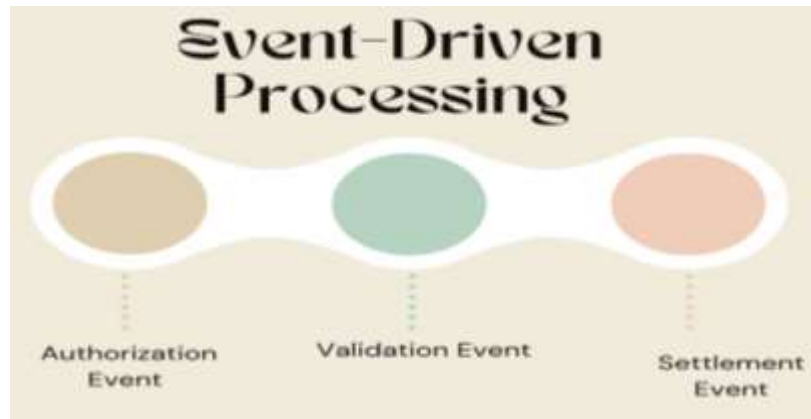 Event-Driven
Processing
Authorization
Event
Validation Event
Settlement
Event